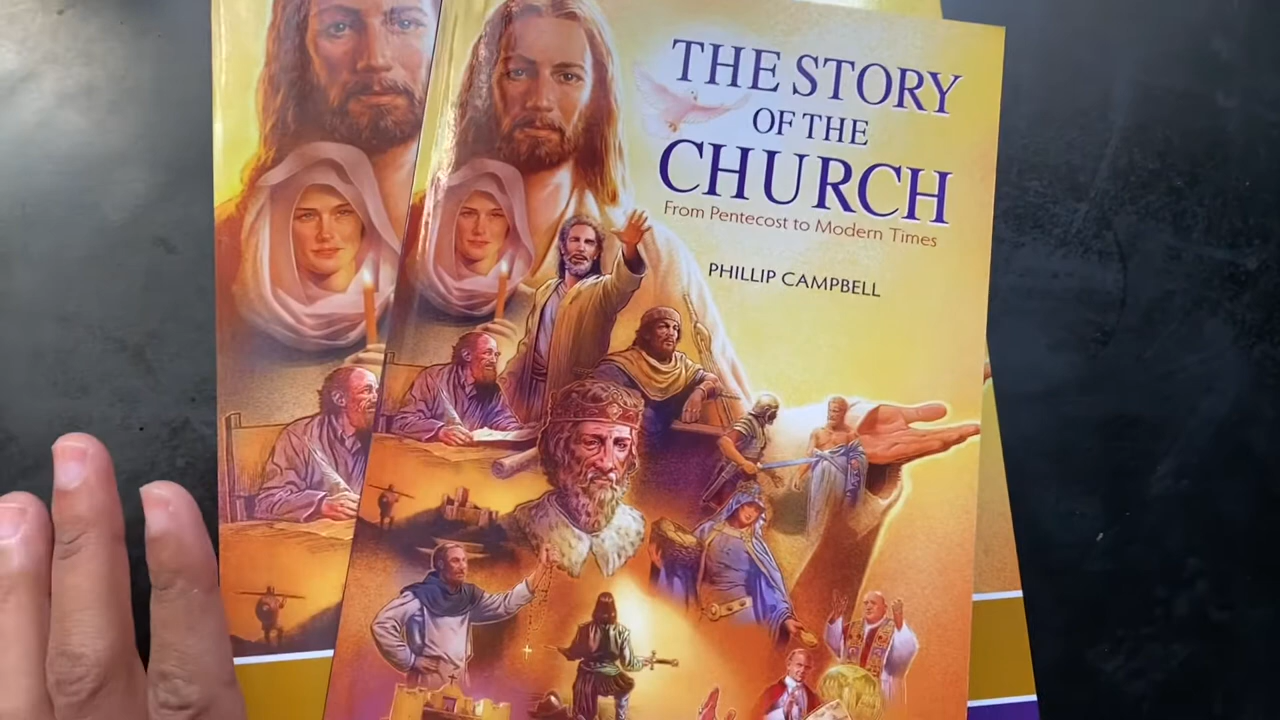 THE STORY
OF THE
CHURCH
From Pentecost to Modern Times
PHILLIP CAMPBELL